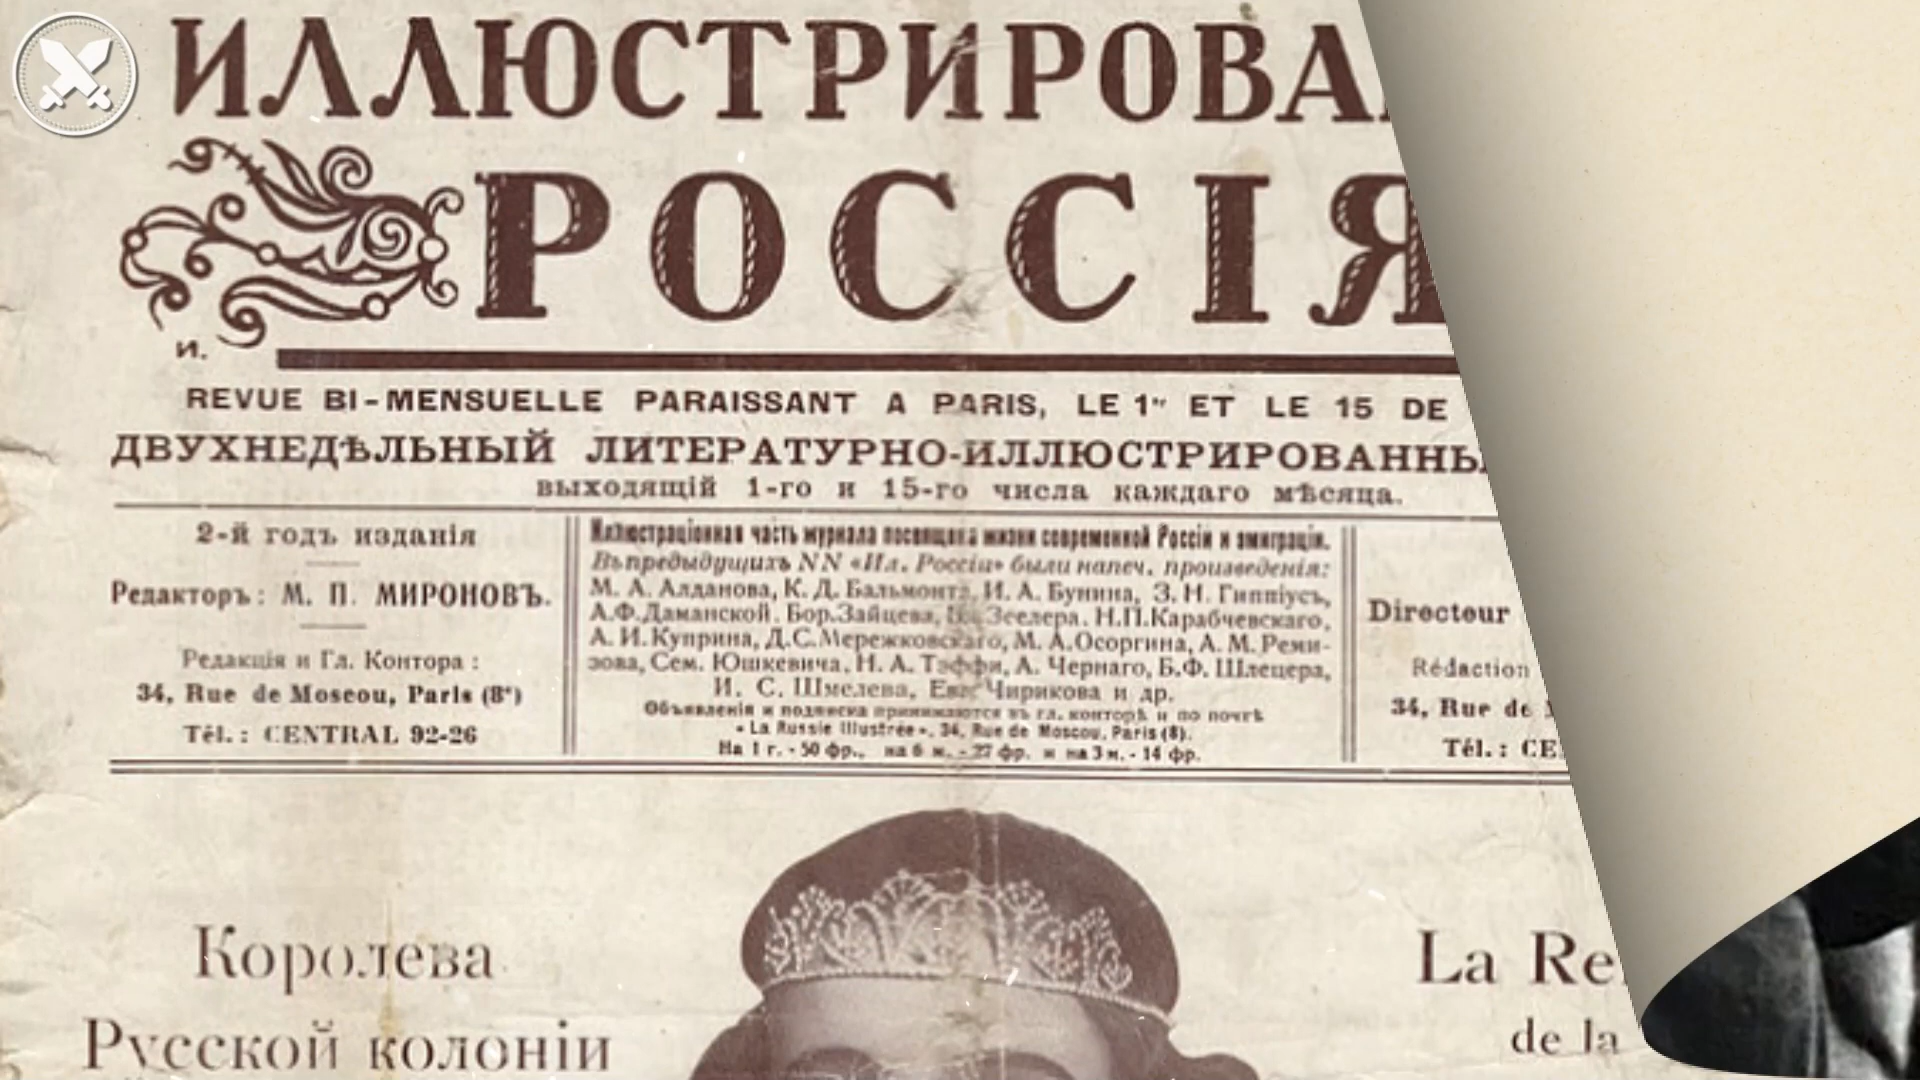 ИЛЛЮСТРИРОВА
РОССІЯ
И.
REVUE BI-MENSUELLE PARAISSANT A PARIS, LE 1er ET LE 15 DE
ДВУХНЕДѢЛЬНЫЙ ЛИТЕРАТУРНО-ИЛЛЮСТРИРОВАННЫ
выходящій 1-го и 15-го числа каждаго мѣсяца.
2-й годъ изданія
Редакторъ: М. П. МИРОНОВЪ.
Редакція и Гл. Контора :
34, Rue de Moscou, Paris (8e)
Tél.: CENTRAL 92-26
Иллюстраціонная часть журнала посвящена жизни современной Россіи и эмиграціи.
Въ предыдущихъ NN «Ил. Россіи» были напеч. произведенія:
М. А. Алданова, К. Д. Бальмонта, И. А. Бунина, З. Н. Гиппіусъ,
А.Ф.Даманской, Бор.Зайцева, Зеелера, Н.П.Карабчевскаго,
А. И. Куприна, Д.С.Мережковскаго, М. А.Осоргина, А. М. Реми-
зова, Сем. Юшкевича, Н. А. Тэффи, А. Чернаго, Б.Ф. Шлецера,
И. С. Шмелева, Евг. Чирикова и др.
Объявленія и подписка принимаются въ гл. конторѣ и по почтѣ
«La Russie Illustrée», 34, Rue de Moscou, Paris (8).
На 1 г. - 50 фр., на 6 м. - 27 фр. и на 3 м. - 14 фр.
Directeur
Rédaction
34, Rue de
Tél. : CE
Королева
Русской колоніи
La Re
de la